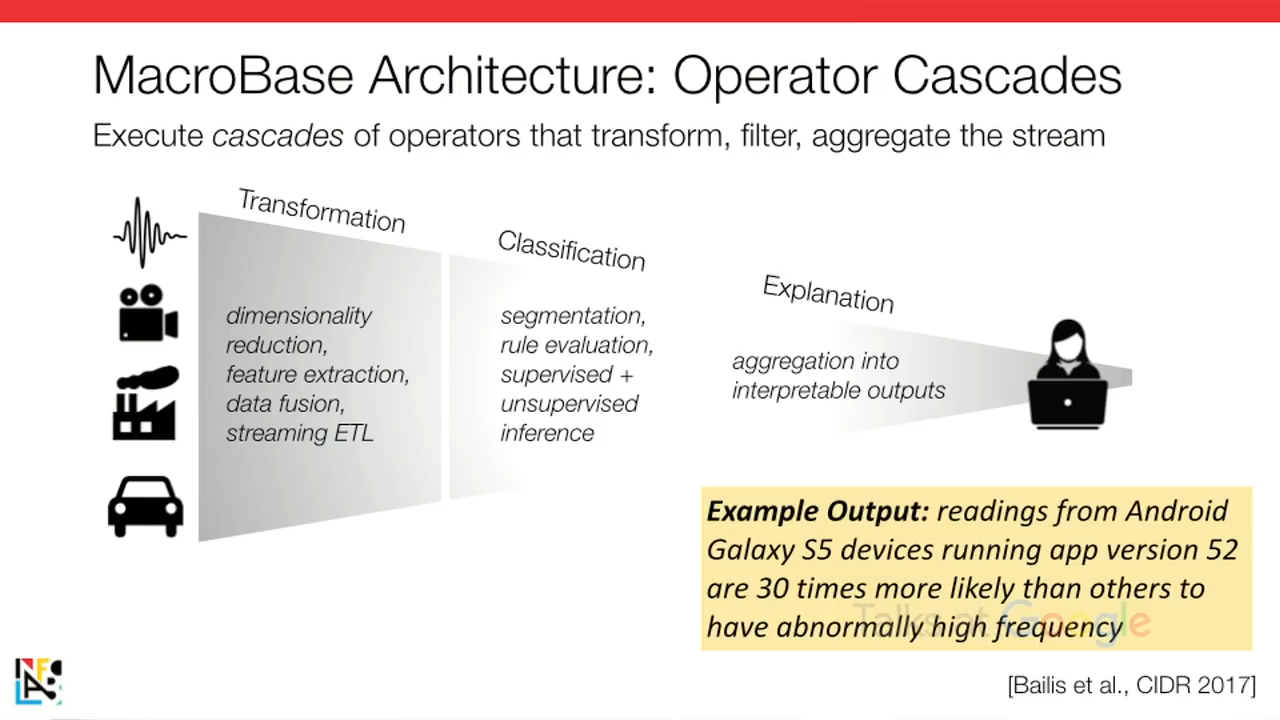 MacroBase Architecture: Operator Cascades
Execute cascades of operators that transform, filter, aggregate the stream
Transformation
dimensionality
reduction,
feature extraction,
data fusion,
streaming ETL
Classification
segmentation,
rule evaluation,
supervised +
unsupervised
inference
Explanation
aggregation into
interpretable outputs
Example Output: readings from Android
Galaxy S5 devices running app version 52
are 30 times more likely than others to
have abnormally high frequency
Talks at Google
[Bailis et al., CIDR 2017]